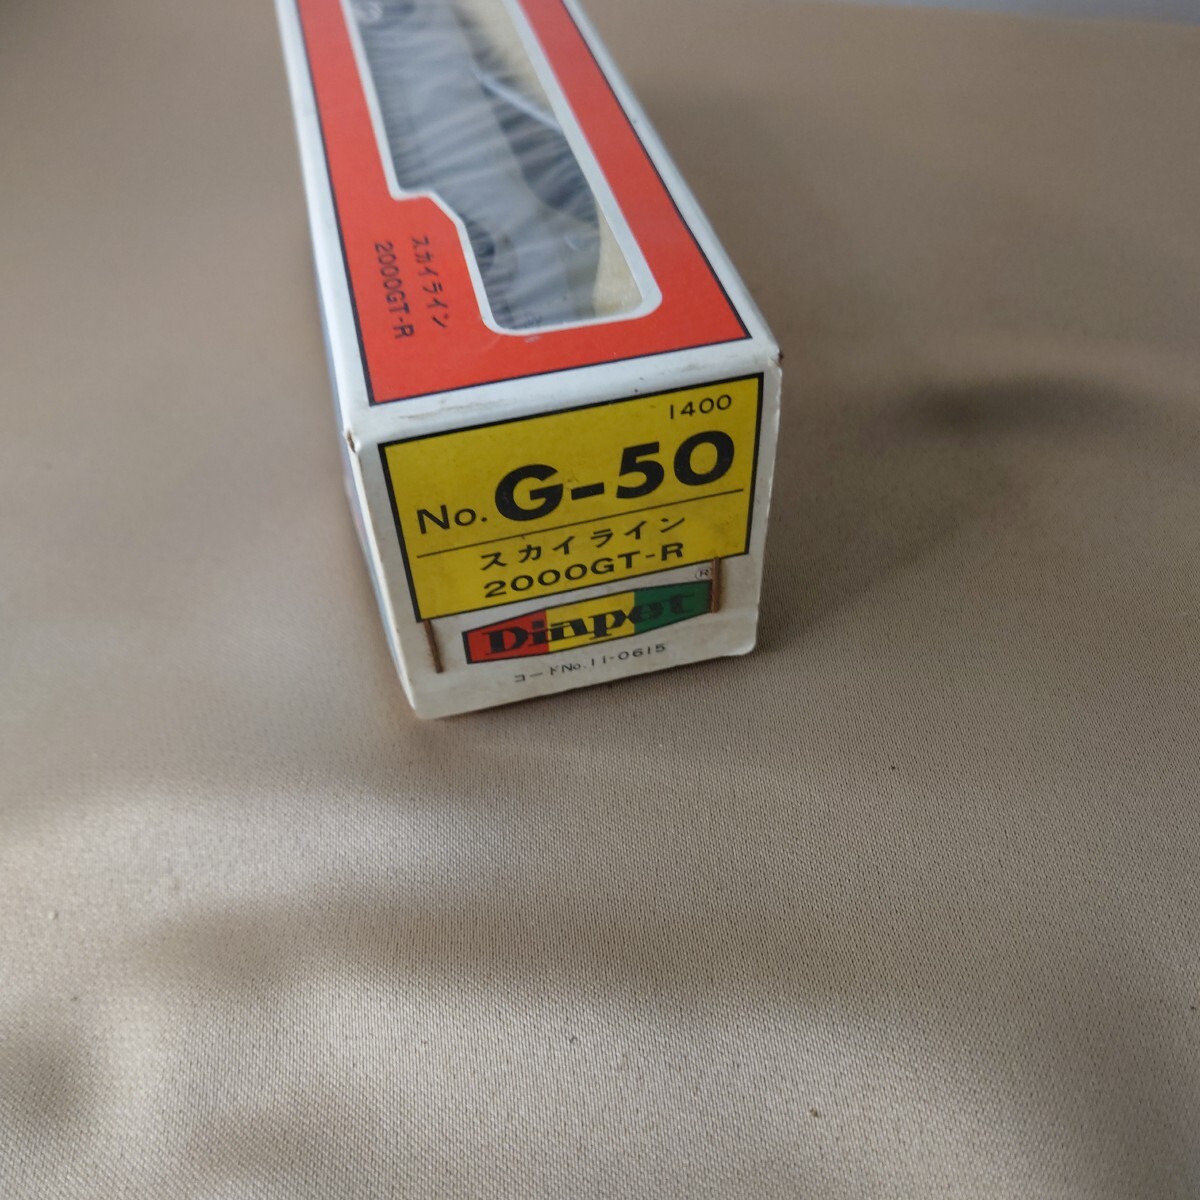 スカイライン
2000GT-R
1400
No. G-50
スカイライン
2000GT-R
Diapet ®
コードNo.11-0615